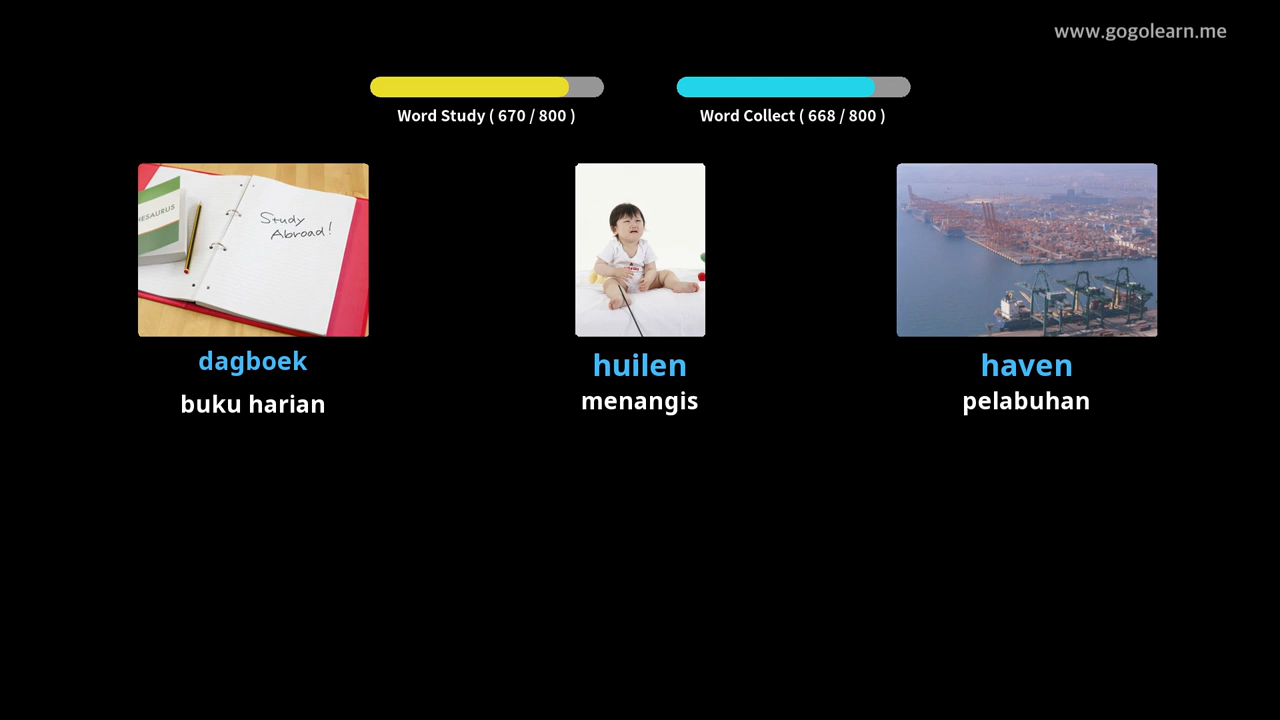 www.gogolearn.me
Word Study ( 670 / 800 )
Word Collect ( 668 / 800 )
HESAURUS
Study
Abroad!
dagboek
buku harian
huilen
menangis
haven
pelabuhan